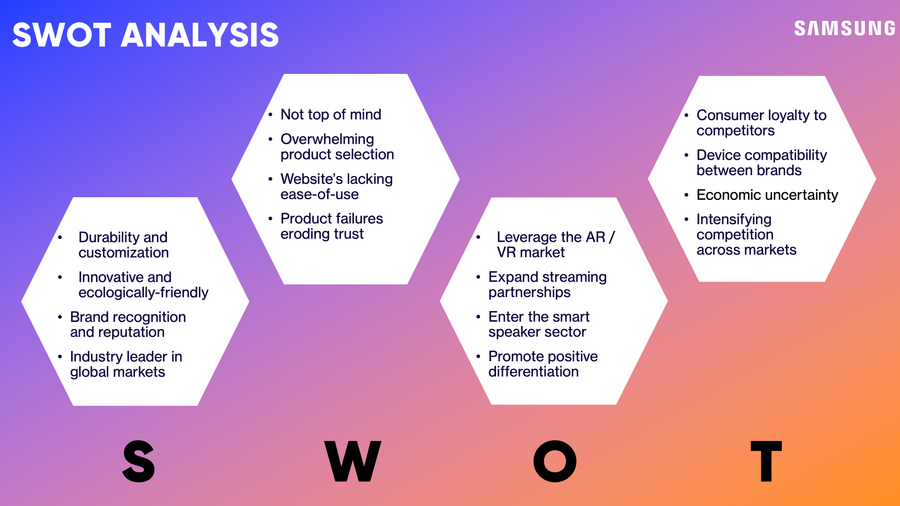 SWOT ANALYSIS
SAMSUNG
• Durability and
customization
• Innovative and
ecologically-friendly
• Brand recognition
and reputation
• Industry leader in
global markets
• Not top of mind
• Overwhelming
product selection
• Website's lacking
ease-of-use
• Product failures
eroding trust
• Leverage the AR /
VR market
• Expand streaming
partnerships
• Enter the smart
speaker sector
• Promote positive
differentiation
• Consumer loyalty to
competitors
• Device compatibility
between brands
• Economic uncertainty
• Intensifying
competition
across markets
S W O T